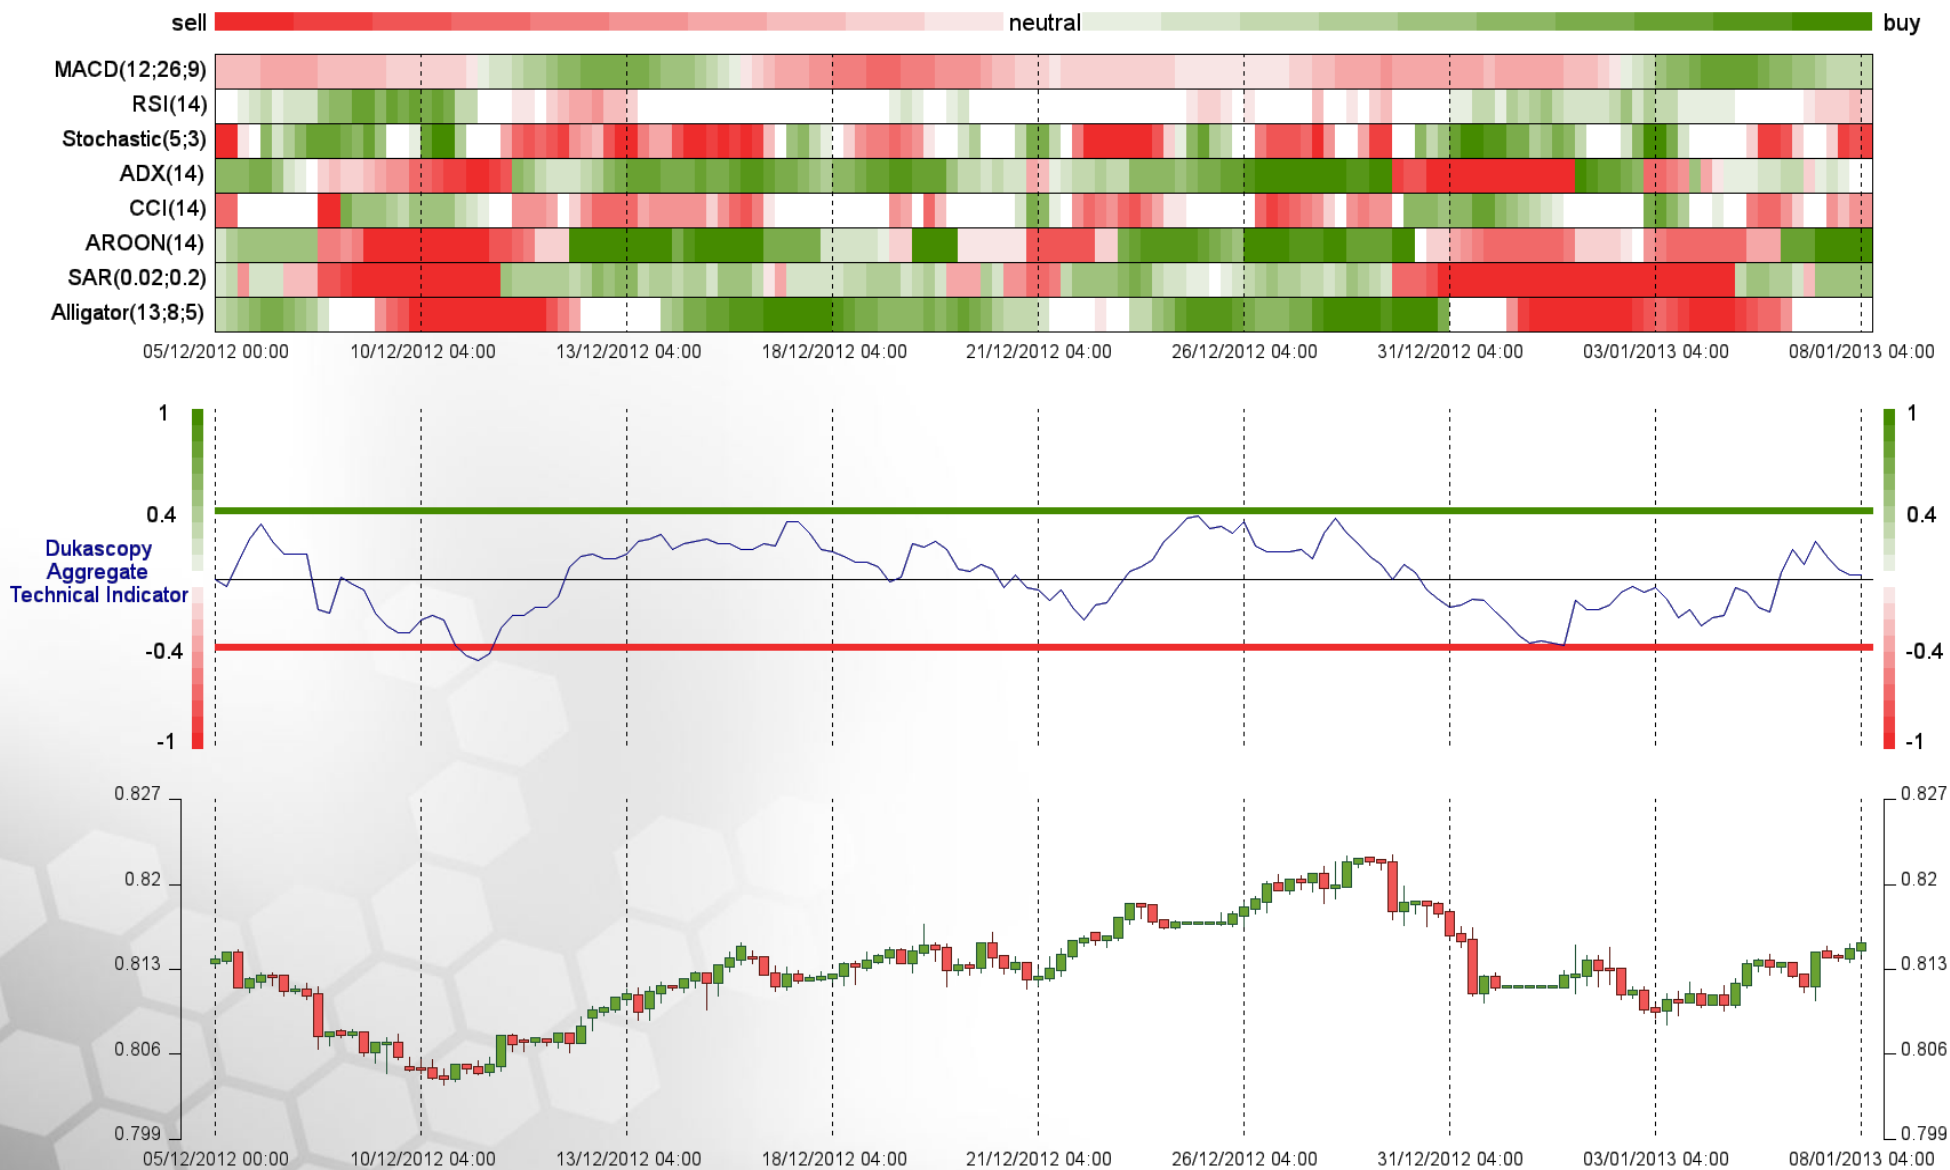 sell neutral buy
MACD(12;26;9)
RSI(14)
Stochastic(5;3)
ADX(14)
CCI(14)
AROON(14)
SAR(0.02;0.2)
Alligator(13;8;5)
05/12/2012 00:00 10/12/2012 04:00 13/12/2012 04:00 18/12/2012 04:00 21/12/2012 04:00 26/12/2012 04:00 31/12/2012 04:00 03/01/2013 04:00 08/01/2013 04:00
1 1
0.4 0.4
Dukascopy
Aggregate
Technical Indicator
-0.4 -0.4
-1 -1
0.827 0.827
0.82 0.82
0.813 0.813
0.806 0.806
0.799 0.799
05/12/2012 00:00 10/12/2012 04:00 13/12/2012 04:00 18/12/2012 04:00 21/12/2012 04:00 26/12/2012 04:00 31/12/2012 04:00 03/01/2013 04:00 08/01/2013 04:00